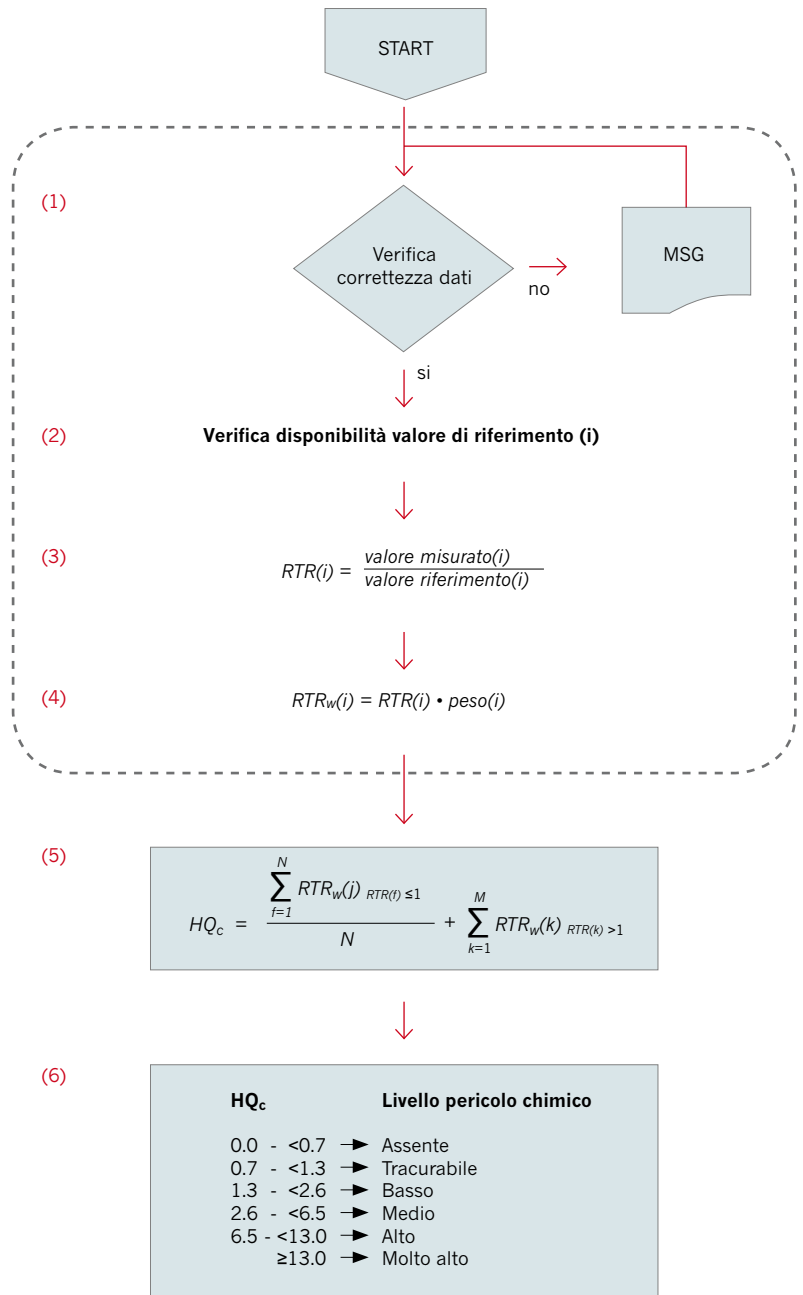 START
(1)
Verifica
correttezza dati
no
MSG
si
(2)
Verifica disponibilità valore di riferimento (i)
(3)
RTR(i) = valore misurato(i)
valore riferimento(i)
(4)
RTRw(i) = RTR(i) • peso(i)
(5)
HQc = N ∑ f=1 RTRw(j) RTR(f) ≤1
N
+ M ∑ k=1 RTRw(k) RTR(k) >1
(6)
HQc Livello pericolo chimico
0.0 - <0.7 → Assente
0.7 - <1.3 → Tracurabile
1.3 - <2.6 → Basso
2.6 - <6.5 → Medio
6.5 - <13.0 → Alto
≥13.0 → Molto alto